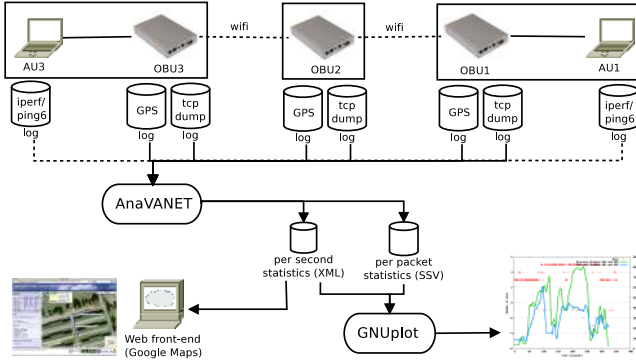 wifi
wifi
AU3
OBU3
OBU2
OBU1
AU1
iperf/
ping6
log
GPS
log
tcp
dump
log
GPS
log
tcp
dump
log
GPS
log
tcp
dump
log
iperf/
ping6
log
AnaVANET
per second
statistics (XML)
per packet
statistics (SSV)
Web front-end
(Google Maps)
GNUplot